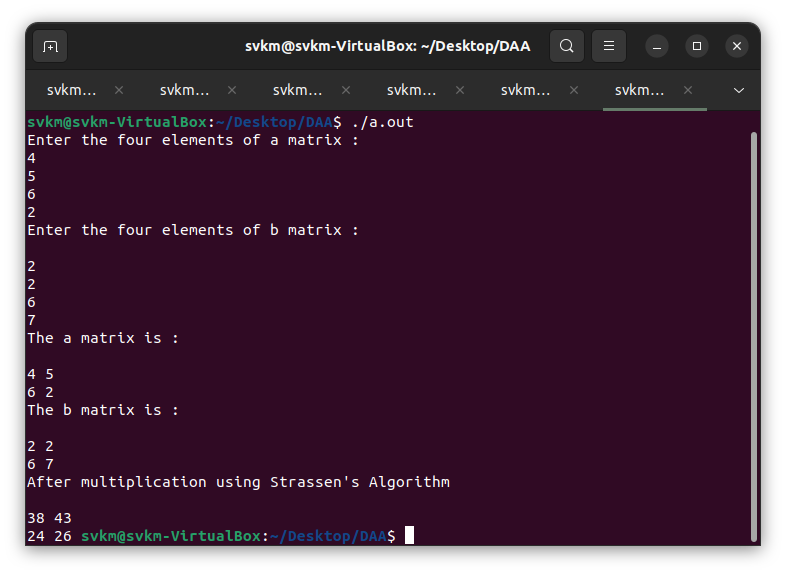 svkm@svkm-VirtualBox: ~/Desktop/DAA
svkm... svkm... svkm... svkm... svkm... svkm...
svkm@svkm-VirtualBox:~/Desktop/DAA$ ./a.out
Enter the four elements of a matrix :
4
5
6
2
Enter the four elements of b matrix :
2
2
6
7
The a matrix is :
4 5
6 2
The b matrix is :
2 2
6 7
After multiplication using Strassen's Algorithm
38 43
24 26 svkm@svkm-VirtualBox:~/Desktop/DAA$